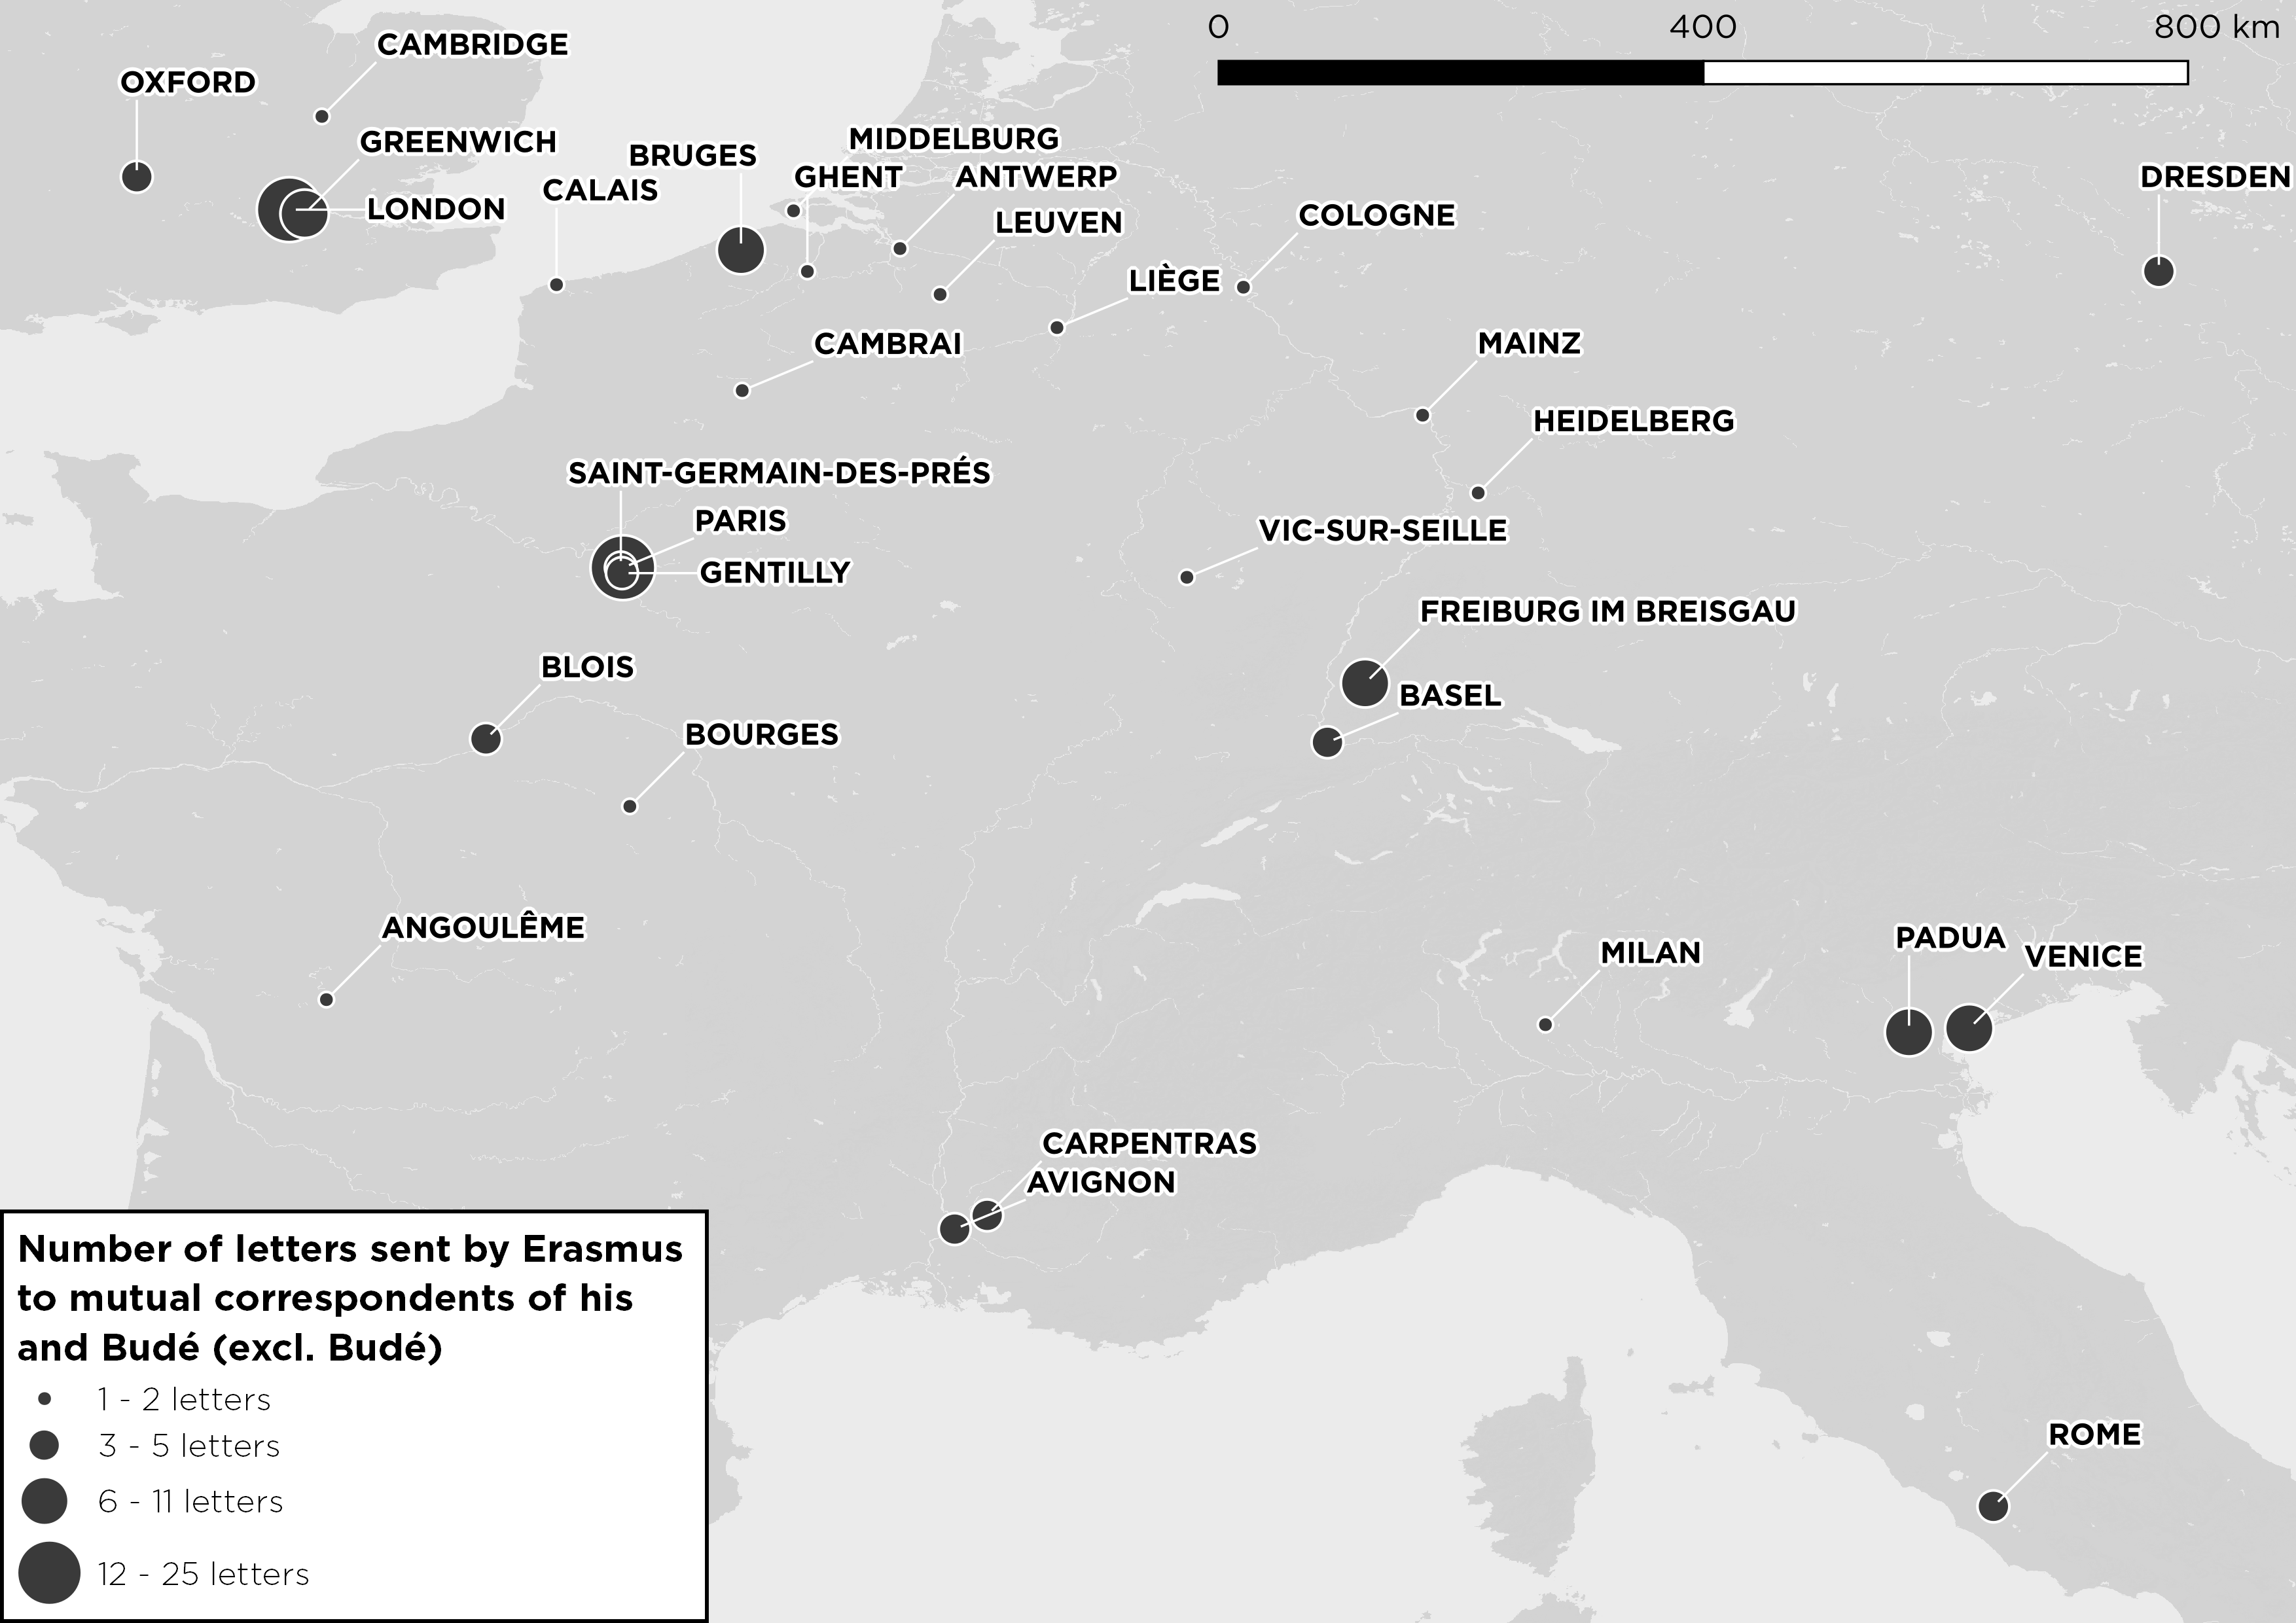 0 400 800 km
CAMBRIDGE
OXFORD
GREENWICH
MIDDELBURG
BRUGES
GHENT
ANTWERP
DRESDEN
CALAIS
LONDON
LEUVEN
COLOGNE
LIÈGE
CAMBRAI
MAINZ
HEIDELBERG
SAINT-GERMAIN-DES-PRÉS
PARIS
VIC-SUR-SEILLE
GENTILLY
FREIBURG IM BREISGAU
BLOIS
BASEL
BOURGES
ANGOULÊME
PADUA
MILAN
VENICE
CARPENTRAS
AVIGNON
ROME
Number of letters sent by Erasmus
to mutual correspondents of his
and Budé (excl. Budé)
1 - 2 letters
3 - 5 letters
6 - 11 letters
12 - 25 letters